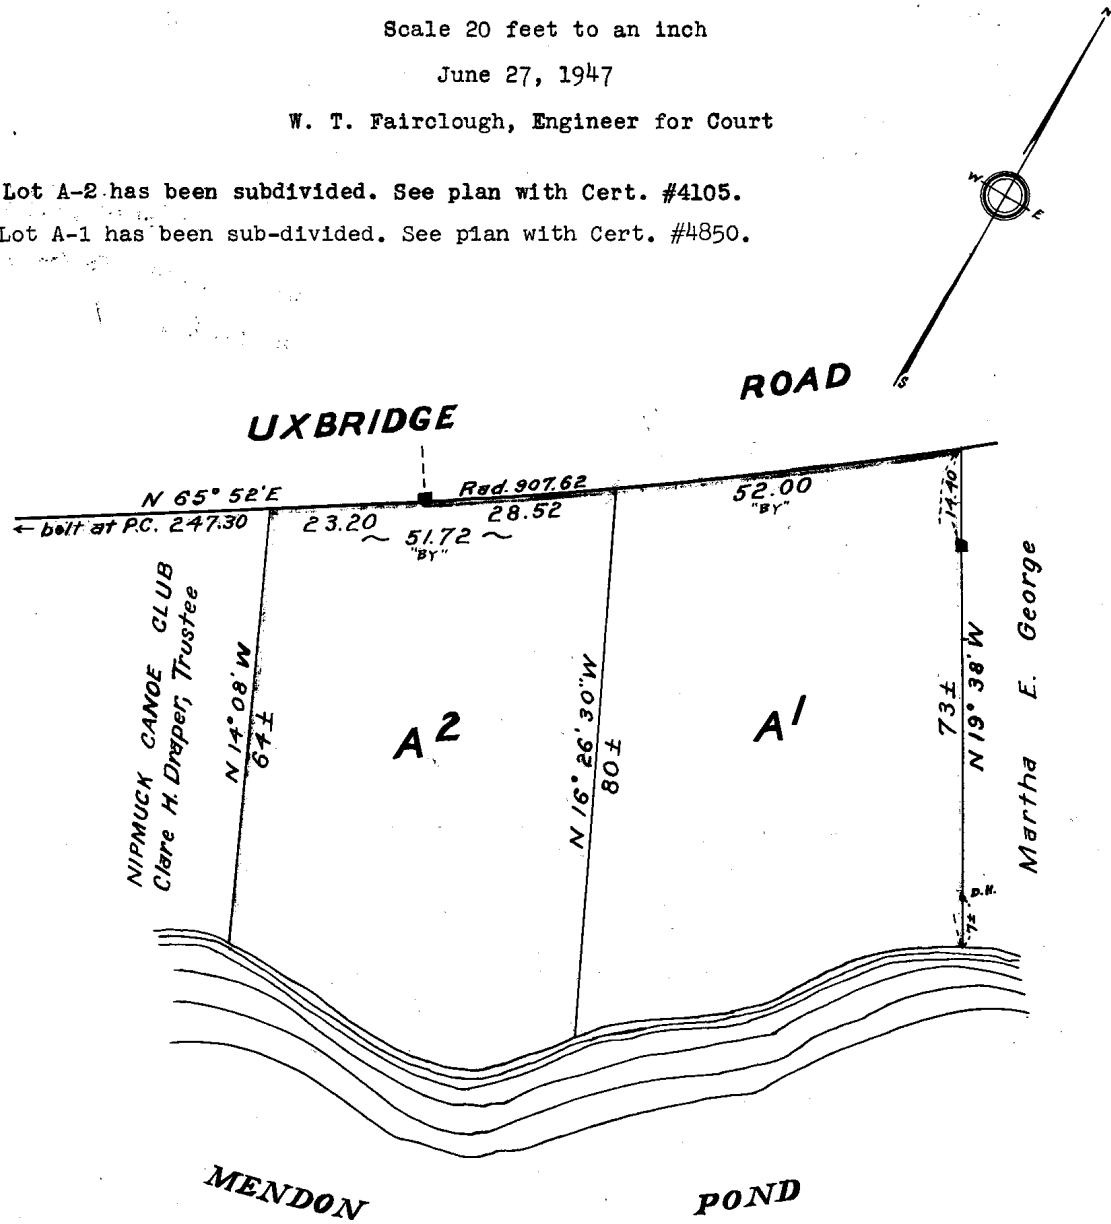 Scale 20 feet to an inch
June 27, 1947
W. T. Fairclough, Engineer for Court
Lot A-2 has been subdivided. See plan with Cert. #4105.
Lot A-1 has been sub-divided. See plan with Cert. #4850.
N
W
E
S
UXBRIDGE ROAD
N 65° 52' E
Rad. 907.62
← bolt at P.C. 247.30
23.20
28.52
~ 51.72 ~
"BY"
52.00
"BY"
14.40
NIPMUCK CANOE CLUB
Clare H. Draper, Trustee
N 14° 08' W
64 ±
A2
N 16° 26' 30" W
80 ±
A1
73 ±
N 19° 38' W
Martha E. George
D.H.
7±
MENDON POND